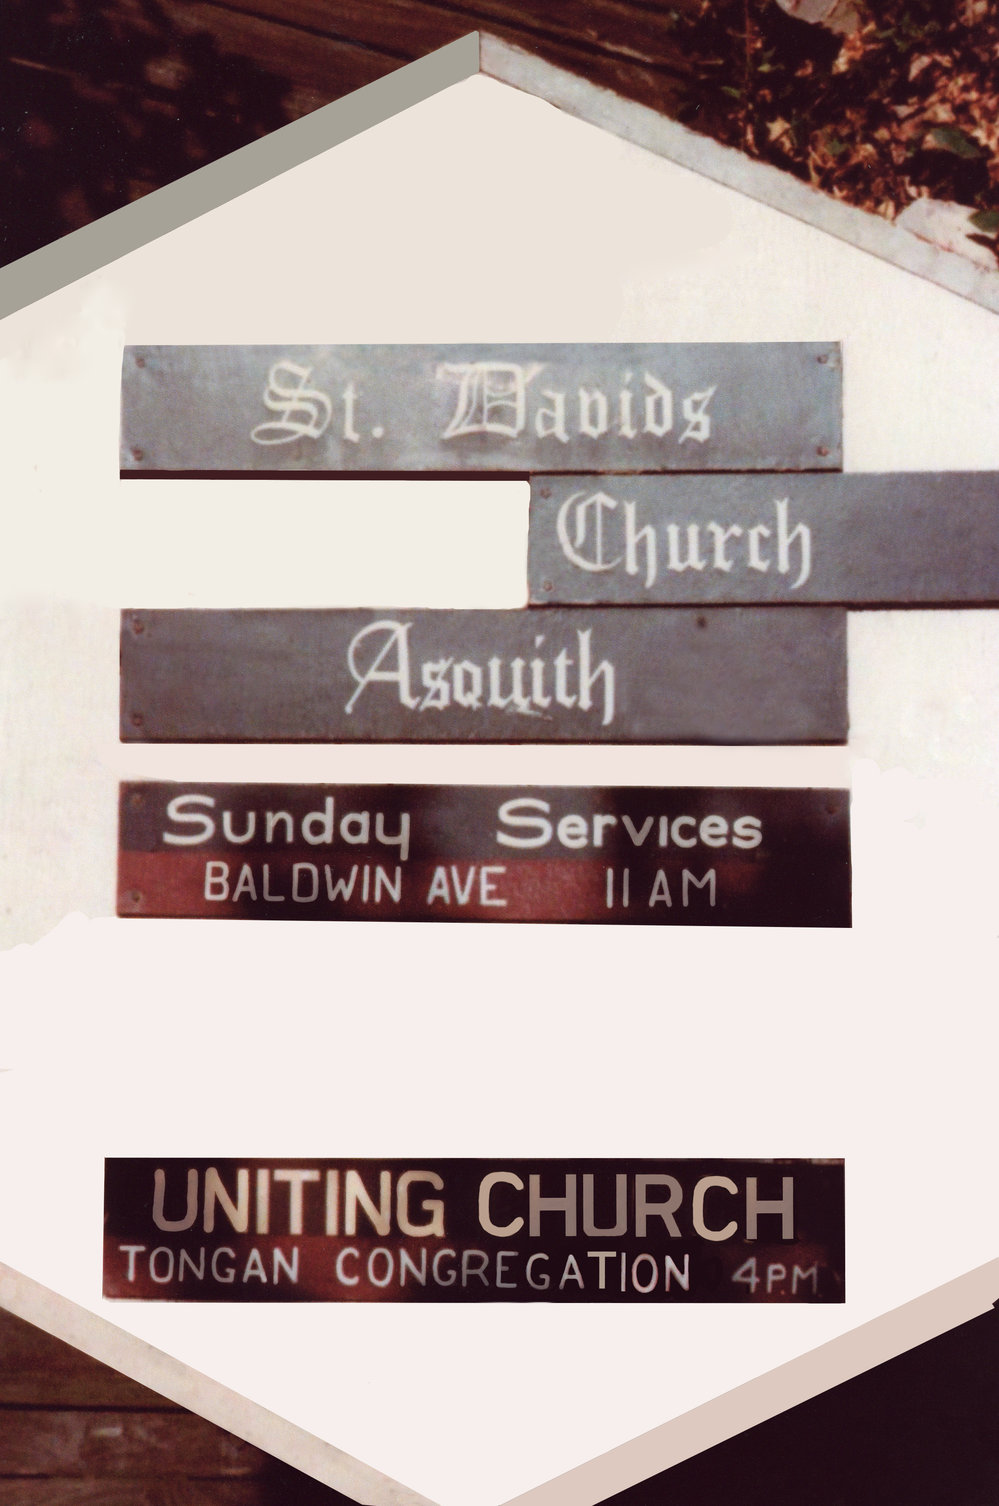 St. Davids
Church
Asquith
Sunday Services
BALDWIN AVE 11 AM
UNITING CHURCH
TONGAN CONGREGATION 4P.M